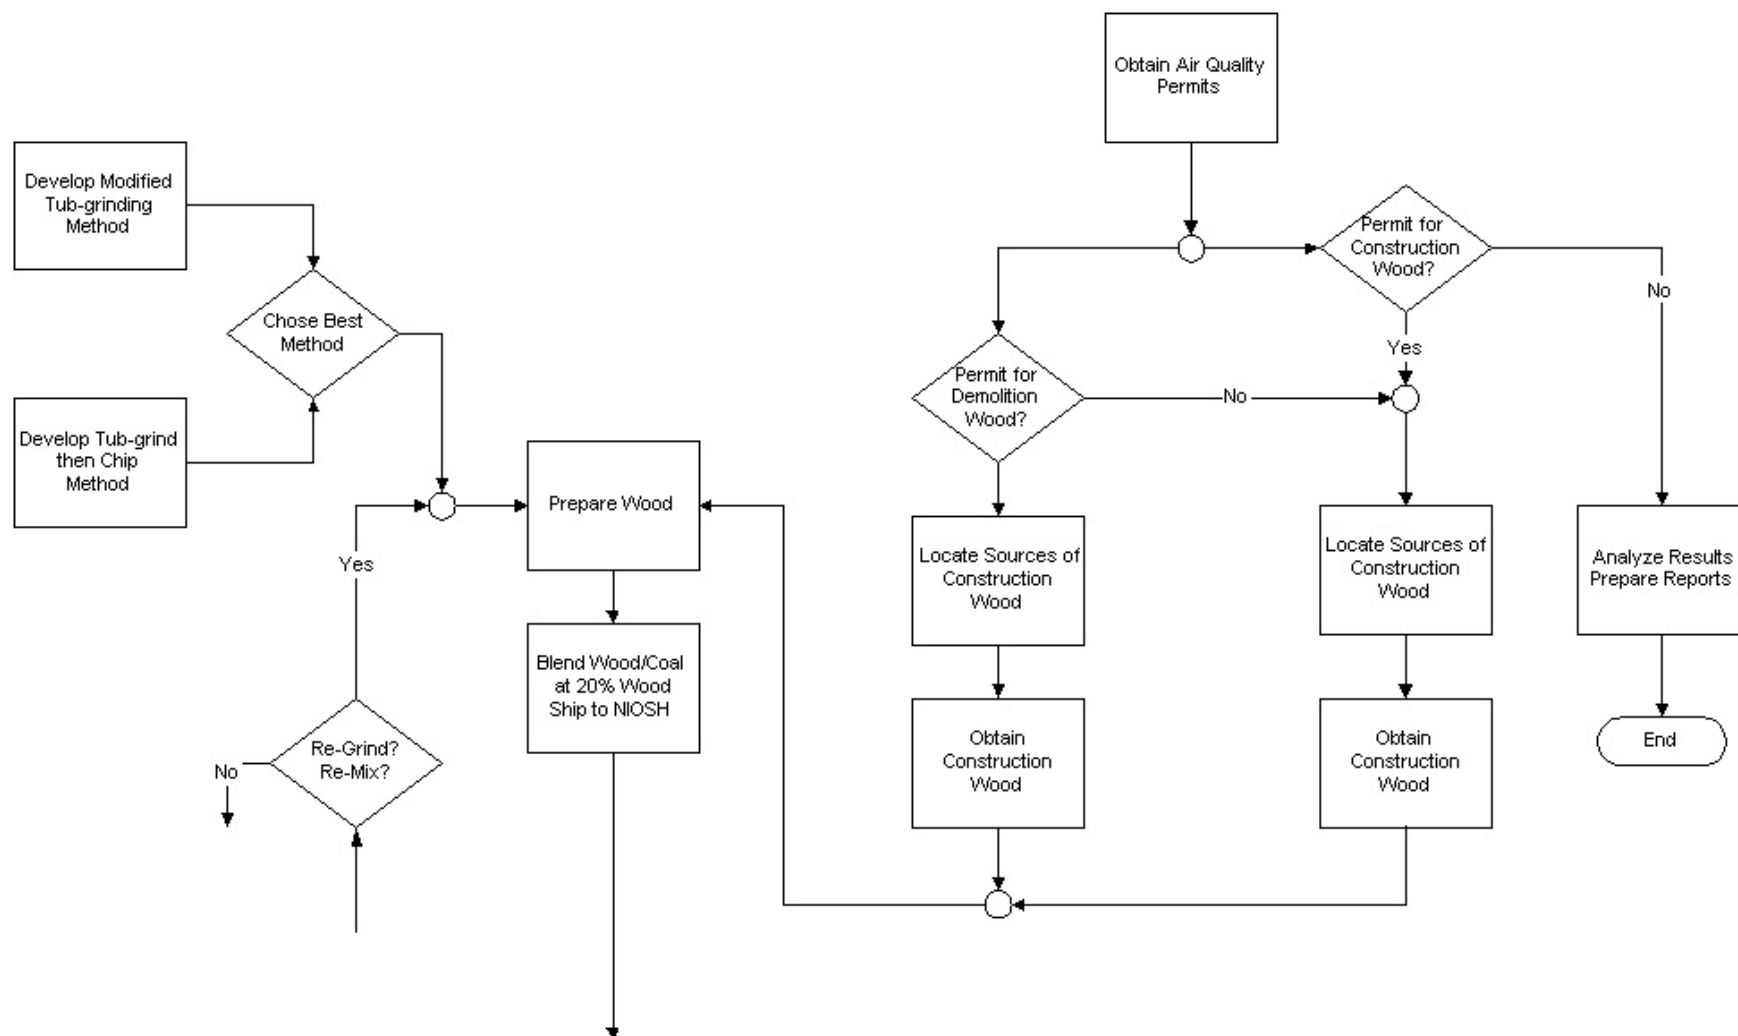 Obtain Air Quality
Permits
Develop Modified
Tub-grinding
Method
Permit for
Construction
Wood?
No
Chose Best
Method
Yes
Permit for
Demolition
Wood?
No
Develop Tub-grind
then Chip
Method
Prepare Wood
Yes
Locate Sources of
Construction
Wood
Locate Sources of
Construction
Wood
Analyze Results
Prepare Reports
Blend Wood/Coal
at 20% Wood
Ship to NIOSH
Re-Grind?
Re-Mix?
No
Obtain
Construction
Wood
Obtain
Construction
Wood
End